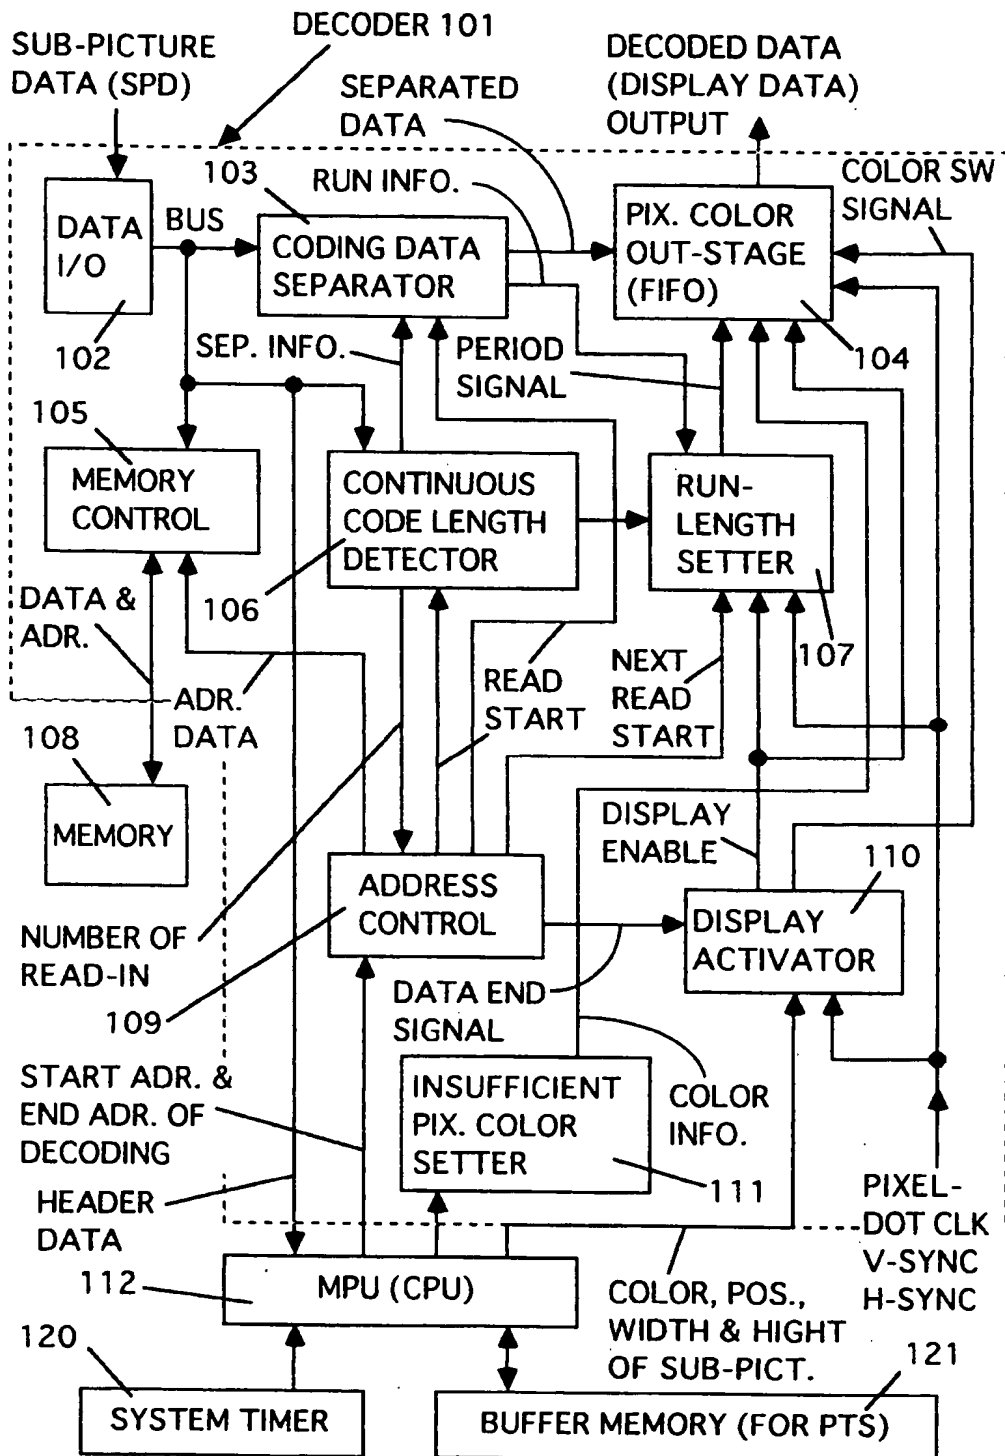 DECODER 101
SUB-PICTURE
DATA (SPD)
SEPARATED
DATA
DECODED DATA
(DISPLAY DATA)
OUTPUT
COLOR SW
SIGNAL
103
RUN INFO.
DATA
I/O
BUS
CODING DATA
SEPARATOR
PIX. COLOR
OUT-STAGE
(FIFO)
102
SEP. INFO.
PERIOD
SIGNAL
104
105
MEMORY
CONTROL
CONTINUOUS
CODE LENGTH
DETECTOR
RUN-
LENGTH
SETTER
106
107
DATA &
ADR.
ADR.
DATA
READ
START
NEXT
READ
START
108
MEMORY
DISPLAY
ENABLE
110
ADDRESS
CONTROL
DISPLAY
ACTIVATOR
NUMBER OF
READ-IN
109
DATA END
SIGNAL
START ADR. &
END ADR. OF
DECODING
INSUFFICIENT
PIX. COLOR
SETTER
COLOR
INFO.
111
HEADER
DATA
PIXEL-
DOT CLK
V-SYNC
H-SYNC
112
MPU (CPU)
COLOR, POS.,
WIDTH & HIGHT
OF SUB-PICT.
120
121
SYSTEM TIMER
BUFFER MEMORY (FOR PTS)